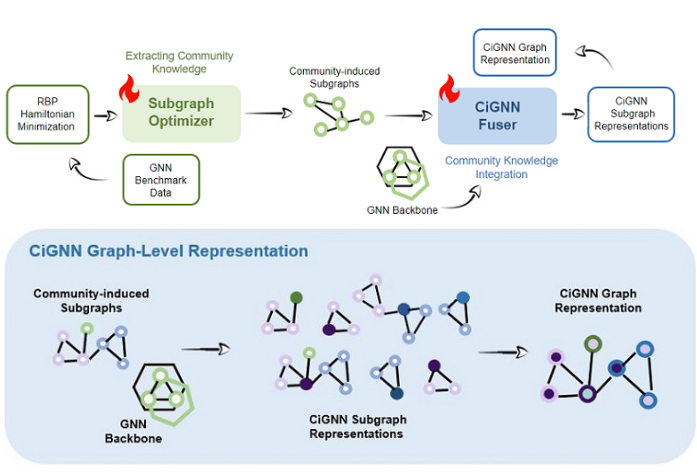 Extracting Community
Knowledge
RBP
Hamiltonian
Minimization
Subgraph
Optimizer
GNN
Benchmark
Data
Community-induced
Subgraphs
CiGNN Graph
Representation
CiGNN
Fuser
CiGNN
Subgraph
Representations
Community Knowledge
Integration
GNN Backbone
CiGNN Graph-Level Representation
Community-induced
Subgraphs
GNN
Backbone
CiGNN Subgraph
Representations
CiGNN Graph
Representation